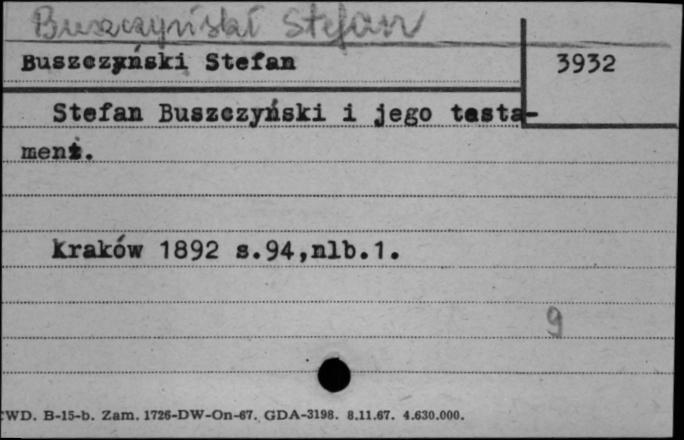 Buszczyński Stefan
Buszczyński Stefan
3932
Stefan Buszczyński i jego testa-
ment.
Kraków 1892 s.94,nlb.1.
9
WD. B-15-b. Zam. 1726-DW-On-67. GDA-3198. 8.11.67. 4.630.000.